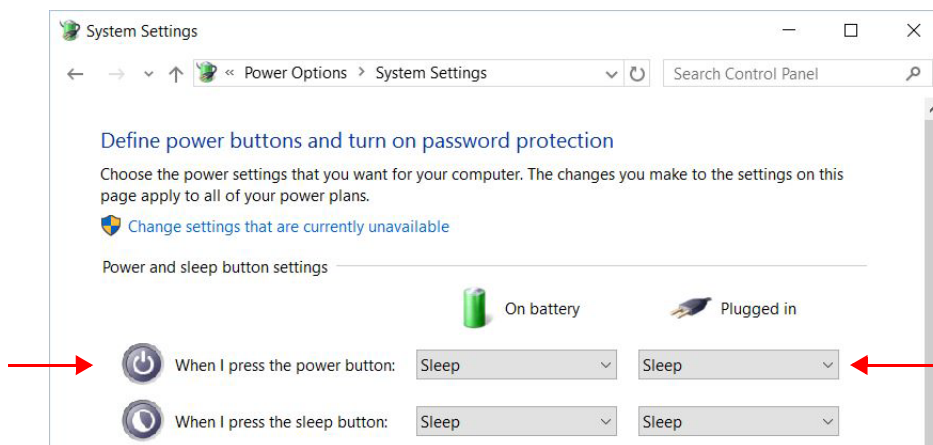 System Settings
« Power Options > System Settings
Search Control Panel
Define power buttons and turn on password protection
Choose the power settings that you want for your computer. The changes you make to the settings on this
page apply to all of your power plans.
Change settings that are currently unavailable
Power and sleep button settings
On battery
Plugged in
When I press the power button: Sleep Sleep
When I press the sleep button: Sleep Sleep